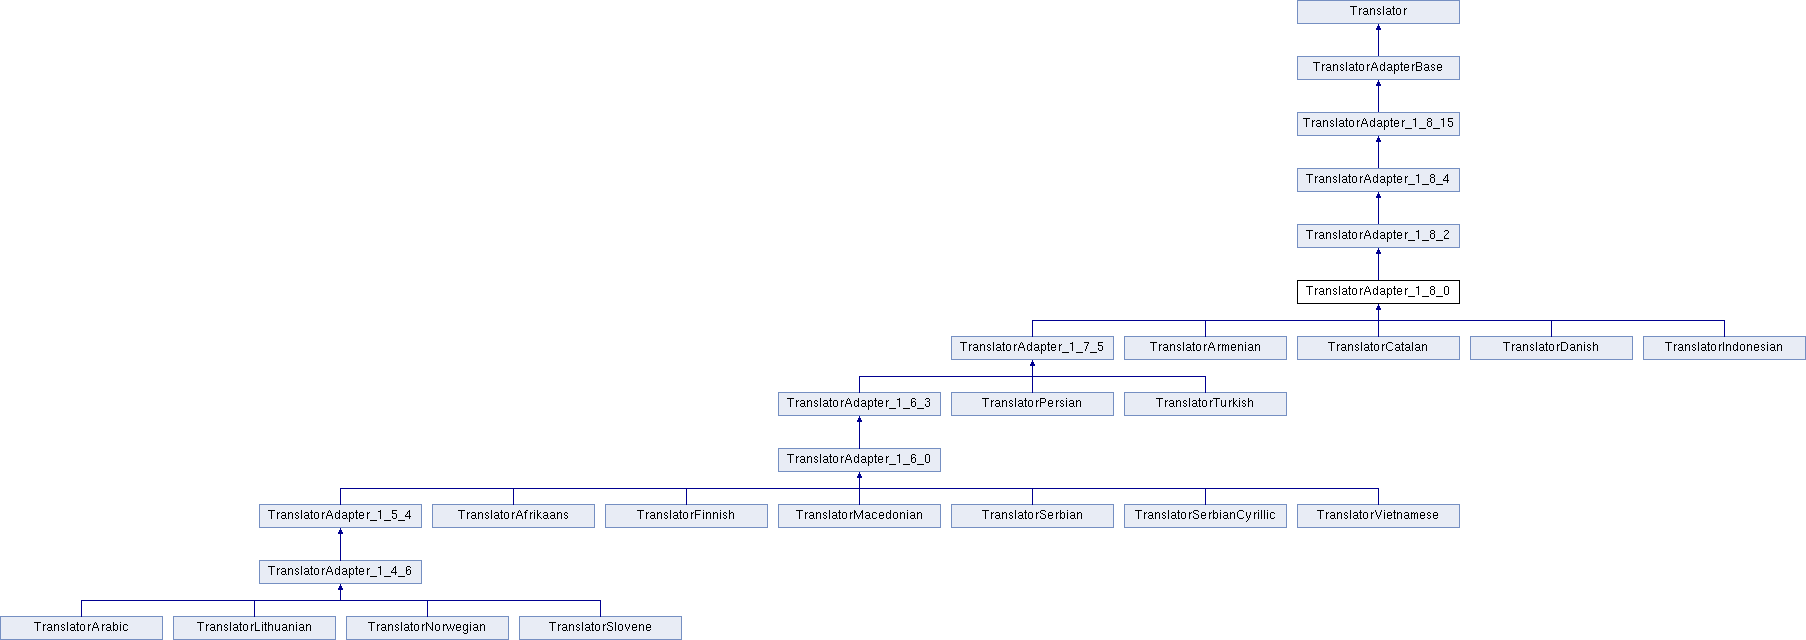 Translator
TranslatorAdapterBase
TranslatorAdapter_1_8_15
TranslatorAdapter_1_8_4
TranslatorAdapter_1_8_2
TranslatorAdapter_1_8_0
TranslatorAdapter_1_7_5 TranslatorArmenian TranslatorCatalan TranslatorDanish TranslatorIndonesian
TranslatorAdapter_1_6_3 TranslatorPersian TranslatorTurkish
TranslatorAdapter_1_6_0
TranslatorAdapter_1_5_4 TranslatorAfrikaans TranslatorFinnish TranslatorMacedonian TranslatorSerbian TranslatorSerbianCyrillic TranslatorVietnamese
TranslatorAdapter_1_4_6
TranslatorArabic TranslatorLithuanian TranslatorNorwegian TranslatorSlovene